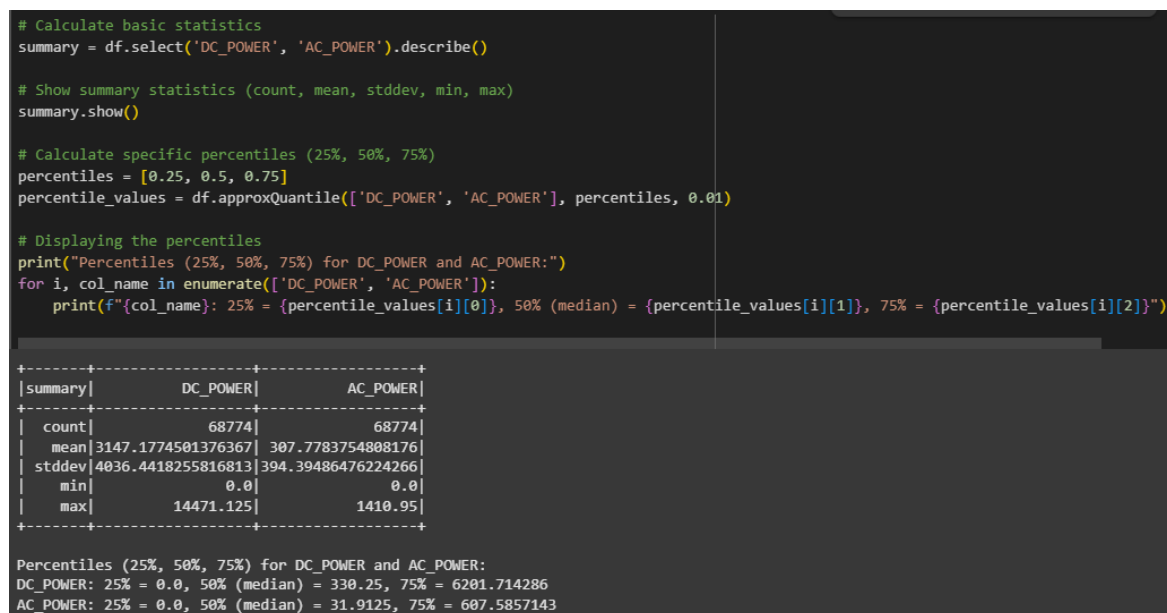 # Calculate basic statistics
summary = df.select('DC_POWER', 'AC_POWER').describe()
# Show summary statistics (count, mean, stddev, min, max)
summary.show()
# Calculate specific percentiles (25%, 50%, 75%)
percentiles = [0.25, 0.5, 0.75]
percentile_values = df.approxQuantile(['DC_POWER', 'AC_POWER'], percentiles, 0.01)
# Displaying the percentiles
print("Percentiles (25%, 50%, 75%) for DC_POWER and AC_POWER:")
for i, col_name in enumerate(['DC_POWER', 'AC_POWER']):
    print(f"{col_name}: 25% = {percentile_values[i][0]}, 50% (median) = {percentile_values[i][1]}, 75% = {percentile_values[i][2]}")
+-------+------------------+------------------+
|summary|          DC_POWER|          AC_POWER|
+-------+------------------+------------------+
|  count|             68774|             68774|
|   mean|3147.1774501376367| 307.7783754808176|
| stddev|4036.4418255816813|394.39486476224266|
|    min|               0.0|               0.0|
|    max|         14471.125|           1410.95|
+-------+------------------+------------------+
Percentiles (25%, 50%, 75%) for DC_POWER and AC_POWER:
DC_POWER: 25% = 0.0, 50% (median) = 330.25, 75% = 6201.714286
AC_POWER: 25% = 0.0, 50% (median) = 31.9125, 75% = 607.5857143